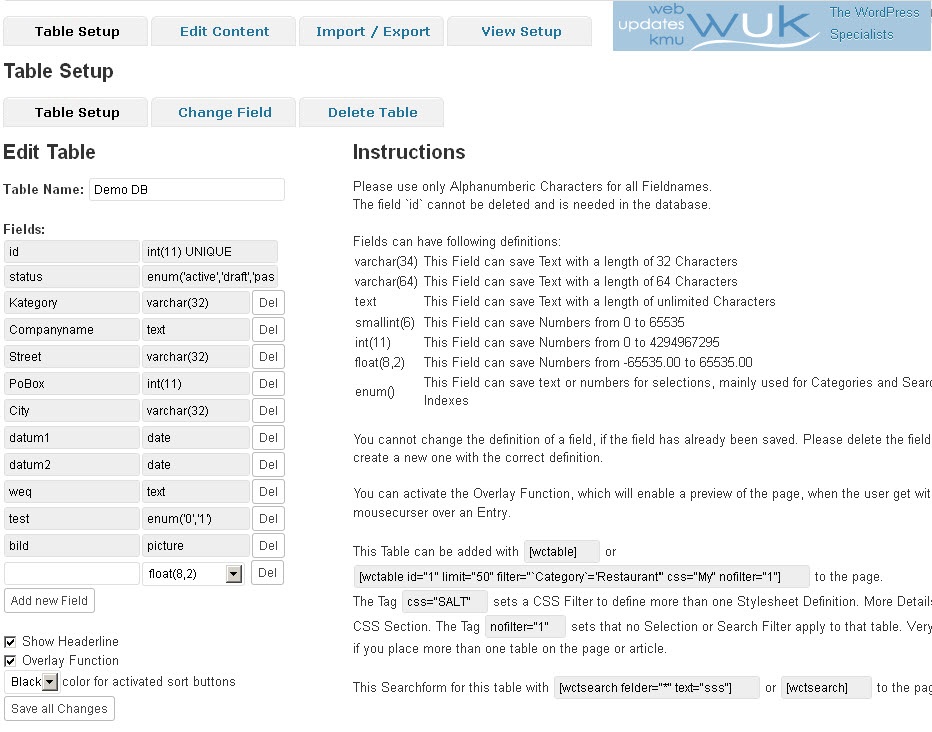 Table Setup Edit Content Import / Export View Setup
web updates kmu WUK The WordPress Specialists
Table Setup
Table Setup Change Field Delete Table
Edit Table
Table Name: Demo DB
Fields:
id int(11) UNIQUE
status enum('active','draft','pas
Kategory varchar(32) Del
Companyname text Del
Street varchar(32) Del
PoBox int(11) Del
City varchar(32) Del
datum1 date Del
datum2 date Del
weq text Del
test enum('0','1') Del
bild picture Del
float(8,2) Del
Add new Field
Show Headerline
Overlay Function
Black color for activated sort buttons
Save all Changes
Instructions
Please use only Alphanumberic Characters for all Fieldnames.
The field `id` cannot be deleted and is needed in the database.
Fields can have following definitions:
varchar(34) This Field can save Text with a length of 32 Characters
varchar(64) This Field can save Text with a length of 64 Characters
text This Field can save Text with a length of unlimited Characters
smallint(6) This Field can save Numbers from 0 to 65535
int(11) This Field can save Numbers from 0 to 4294967295
float(8,2) This Field can save Numbers from -65535.00 to 65535.00
enum() This Field can save text or numbers for selections, mainly used for Categories and Searc
Indexes
You cannot change the definition of a field, if the field has already been saved. Please delete the field
create a new one with the correct definition.
You can activate the Overlay Function, which will enable a preview of the page, when the user get wit
mousecurser over an Entry.
This Table can be added with [wctable] or
[wctable id="1" limit="50" filter="`Category`='Restaurant'" css="My" nofilter="1"] to the page.
The Tag css="SALT" sets a CSS Filter to define more than one Stylesheet Definition. More Details
CSS Section. The Tag nofilter="1" sets that no Selection or Search Filter apply to that table. Very
if you place more than one table on the page or article.
This Searchform for this table with [wctsearch felder="*" text="sss"] or [wctsearch] to the pag